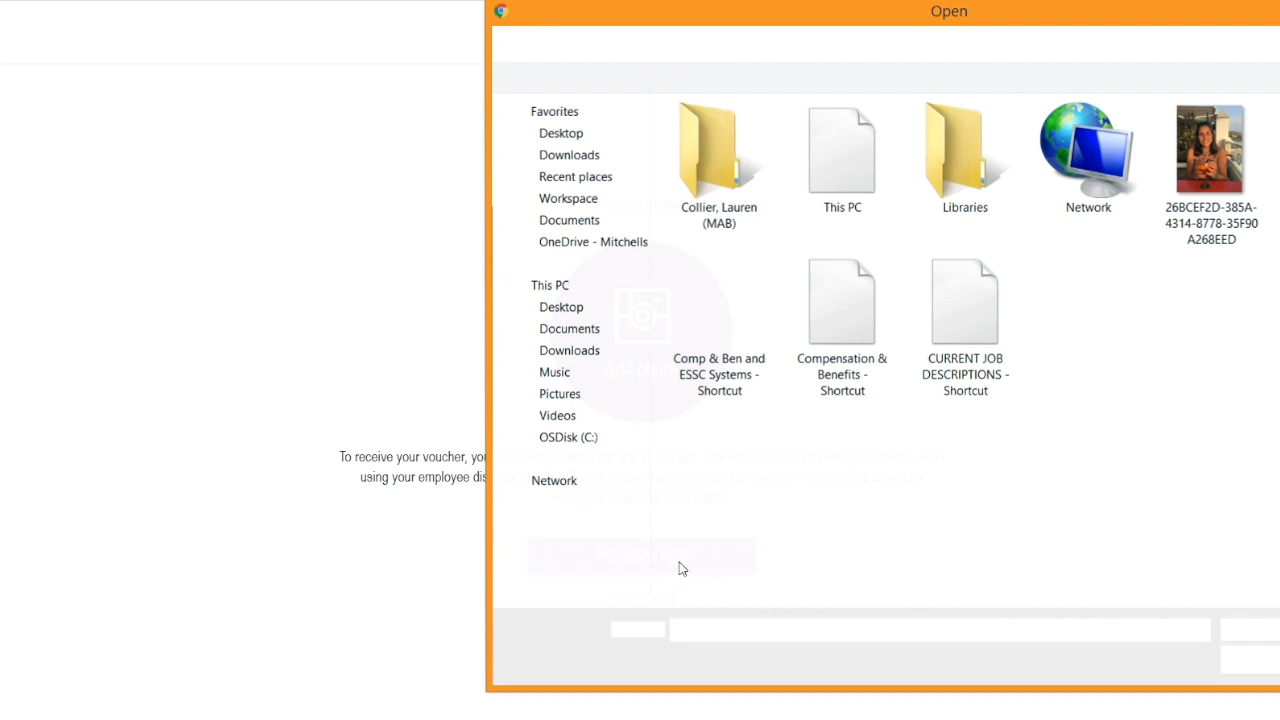 Open
Favorites
Desktop
Downloads
Recent places
Workspace
Documents
OneDrive - Mitchells
This PC
Desktop
Documents
Downloads
Music
Pictures
Videos
OSDisk (C:)
Network
Collier, Lauren
(MAB)
This PC
Libraries
Network
26BCEF2D-385A-
4314-8778-35F90
A268EED
Comp & Ben and
ESSC Systems -
Shortcut
Compensation &
Benefits -
Shortcut
CURRENT JOB
DESCRIPTIONS -
Shortcut
Add photo
To receive your voucher,
using your employee